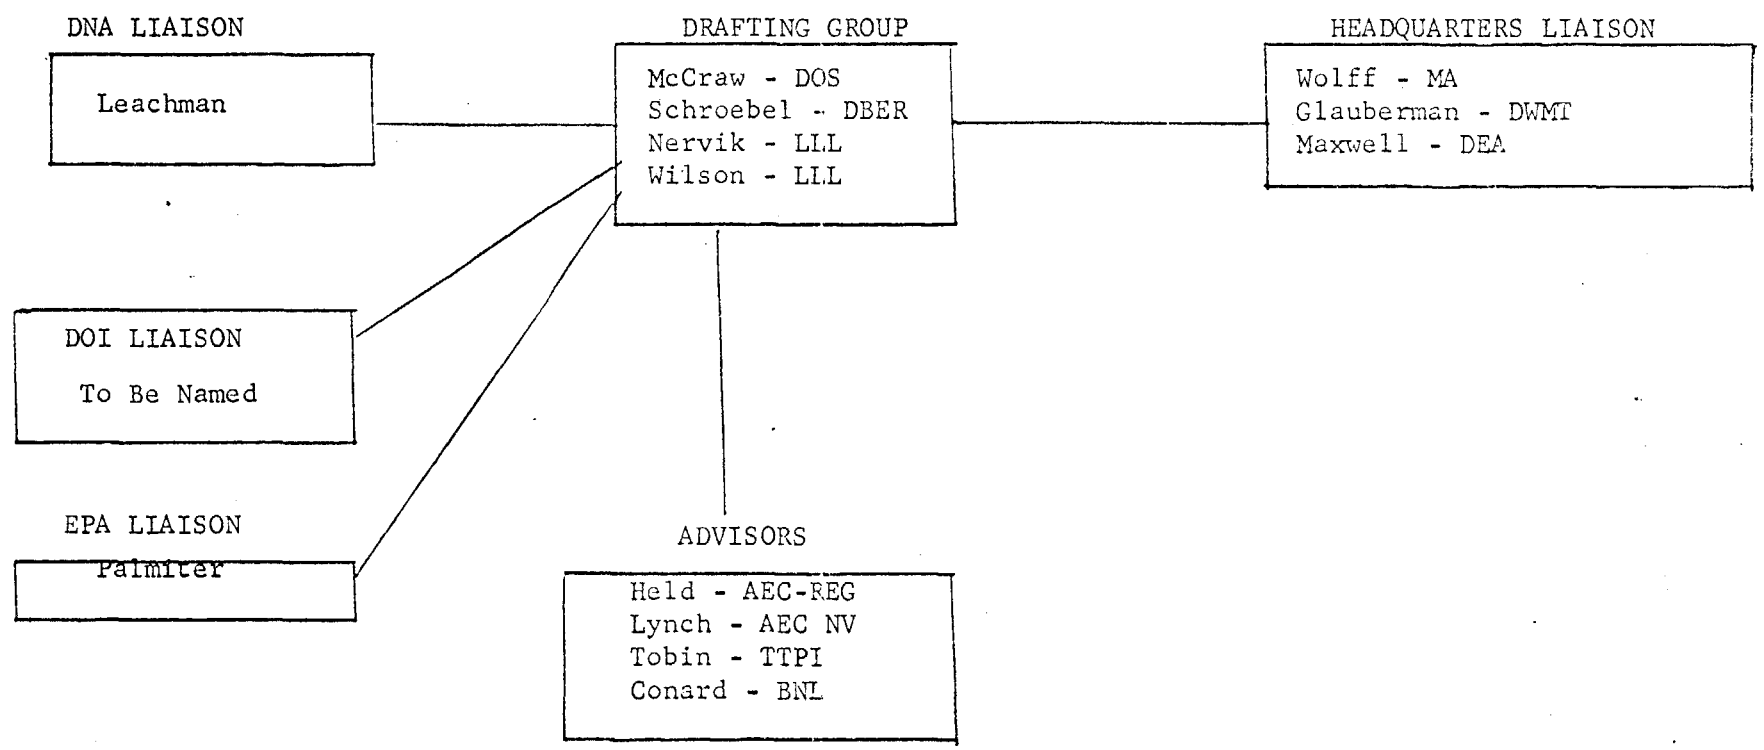 DNA LIAISON
Leachman
DRAFTING GROUP
McCraw - DOS
Schroebel - DBER
Nervik - LLL
Wilson - LLL
HEADQUARTERS LIAISON
Wolff - MA
Glauberman - DWMT
Maxwell - DEA
DOI LIAISON
To Be Named
EPA LIAISON
Palmiter
ADVISORS
Held - AEC-REG
Lynch - AEC NV
Tobin - TTPI
Conard - BNL